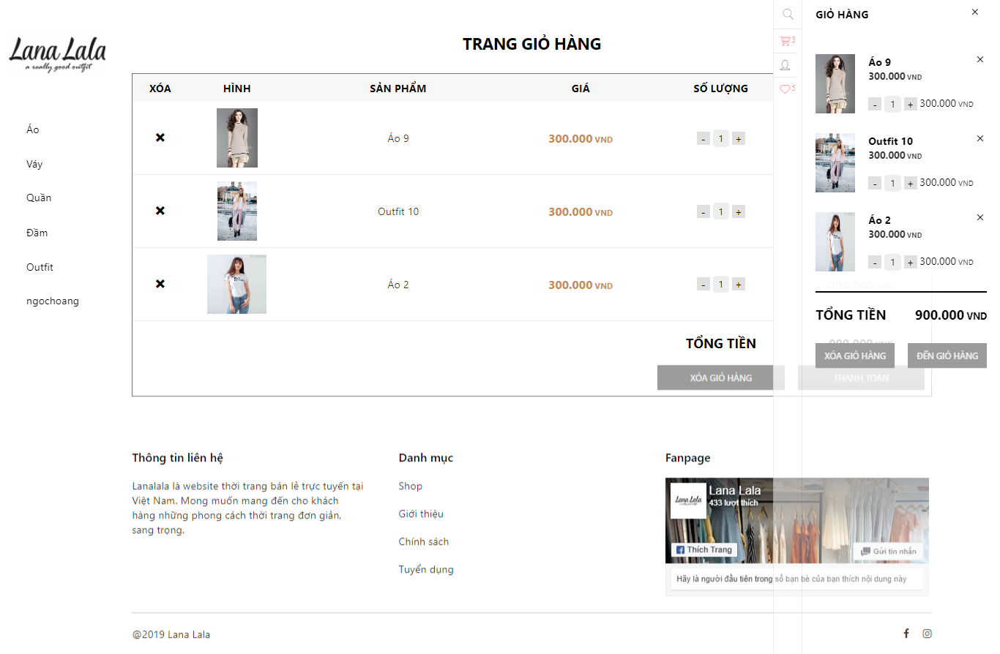 Lana Lala
a really good outfit
Áo
Váy
Quần
Đầm
Outfit
ngochoang
TRANG GIỎ HÀNG
XÓA HÌNH SẢN PHẨM GIÁ SỐ LƯỢNG
Áo 9 300.000 VND - 1 +
Outfit 10 300.000 VND - 1 +
Áo 2 300.000 VND - 1 +
300.000 VND
TỔNG TIỀN
900.000 VND
XÓA GIỎ HÀNG THANH TOÁN
3
5
GIỎ HÀNG
Áo 9
300.000 VND
- 1 + 300.000 VND
Outfit 10
300.000 VND
- 1 + 300.000 VND
Áo 2
300.000 VND
- 1 + 300.000 VND
TỔNG TIỀN 900.000 VND
XÓA GIỎ HÀNG ĐẾN GIỎ HÀNG
Thông tin liên hệ
Lanalala là website thời trang bán lẻ trực tuyến tại
Việt Nam. Mong muốn mang đến cho khách
hàng những phong cách thời trang đơn giản,
sang trọng.
Danh mục
Shop
Giới thiệu
Chính sách
Tuyển dụng
Fanpage
Lana Lala
Lana Lala
433 lượt thích
Thích Trang
Gửi tin nhắn
Hãy là người đầu tiên trong số bạn bè của bạn thích nội dung này
@2019 Lana Lala